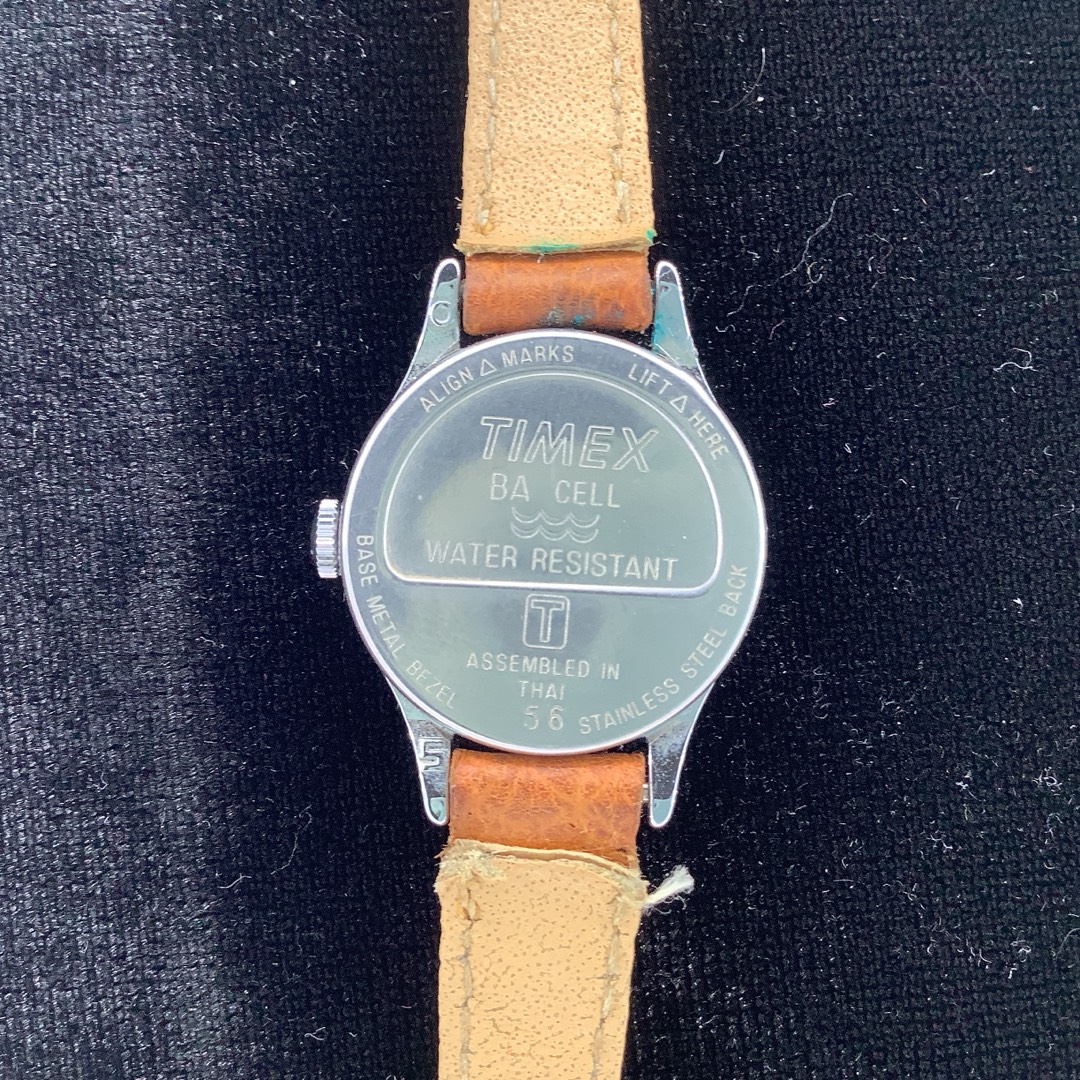 C
ALIGN △ MARKS
LIFT △ HERE
TIMEX
BA CELL
WATER RESISTANT
T
ASSEMBLED IN
THAI
56
BASE METAL BEZEL
STAINLESS STEEL BACK